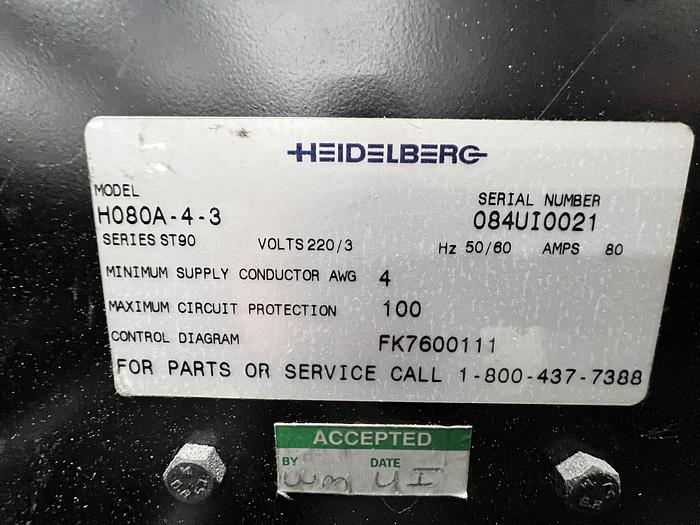 HEIDELBERG
MODEL
H080A-4-3
SERIAL NUMBER
084UI0021
SERIES ST90 VOLTS 220/3 Hz 50/60 AMPS 80
MINIMUM SUPPLY CONDUCTOR AWG 4
MAXIMUM CIRCUIT PROTECTION 100
CONTROL DIAGRAM FK7600111
FOR PARTS OR SERVICE CALL 1-800-437-7388
ACCEPTED
BY DATE